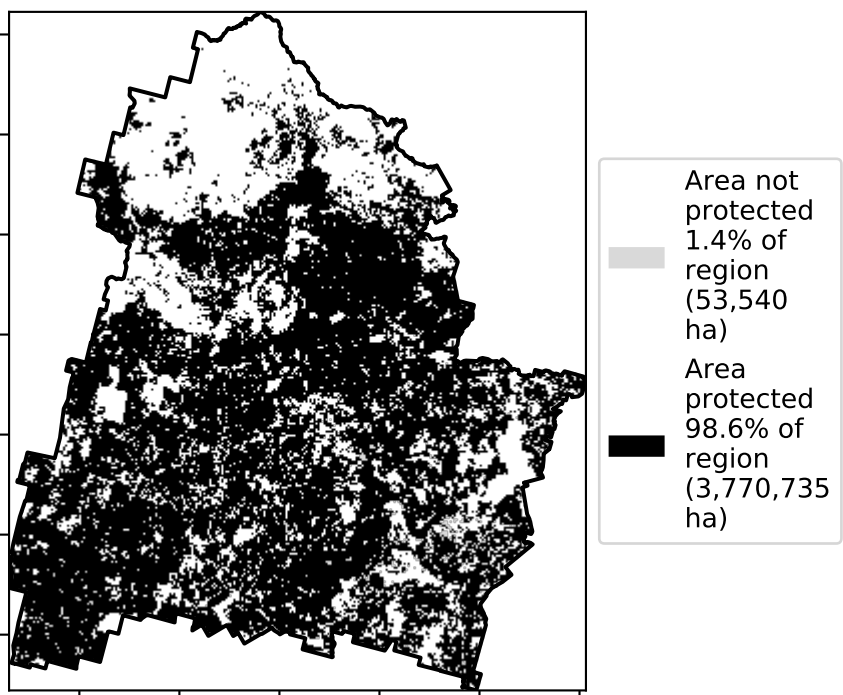 Area not
protected
1.4% of
region
(53,540
ha)
Area
protected
98.6% of
region
(3,770,735
ha)